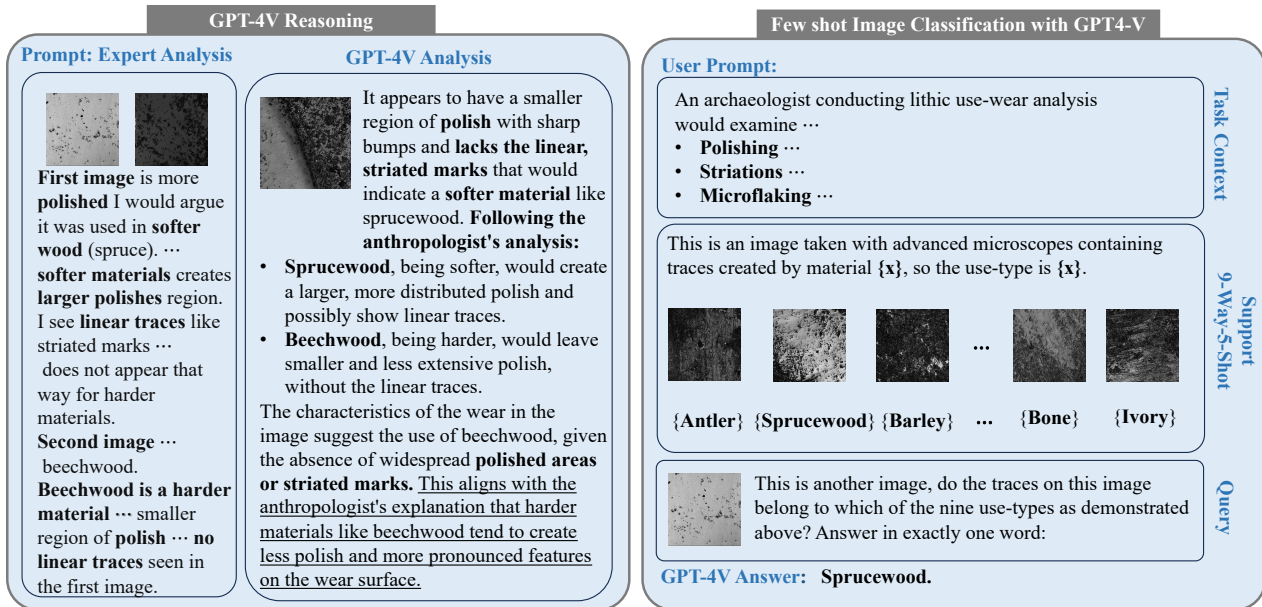 GPT-4V Reasoning
Prompt: Expert Analysis
First image is more
polished I would argue
it was used in softer
wood (spruce). ···
softer materials creates
larger polishes region.
I see linear traces like
striated marks ···
does not appear that
way for harder
materials.
Second image ···
beechwood.
Beechwood is a harder
material ··· smaller
region of polish ··· no
linear traces seen in
the first image.
GPT-4V Analysis
It appears to have a smaller
region of polish with sharp
bumps and lacks the linear,
striated marks that would
indicate a softer material like
sprucewood. Following the
anthropologist's analysis:
• Sprucewood, being softer, would create
a larger, more distributed polish and
possibly show linear traces.
• Beechwood, being harder, would leave
smaller and less extensive polish,
without the linear traces.
The characteristics of the wear in the
image suggest the use of beechwood, given
the absence of widespread polished areas
or striated marks. This aligns with the
anthropologist's explanation that harder
materials like beechwood tend to create
less polish and more pronounced features
on the wear surface.
Few shot Image Classification with GPT4-V
User Prompt:
An archaeologist conducting lithic use-wear analysis
would examine ···
• Polishing ···
• Striations ···
• Microflaking ···
Task Context
This is an image taken with advanced microscopes containing
traces created by material {x}, so the use-type is {x}.
...
{Antler} {Sprucewood} {Barley} ... {Bone} {Ivory}
Support
9-Way-5-Shot
This is another image, do the traces on this image
belong to which of the nine use-types as demonstrated
above? Answer in exactly one word:
Query
GPT-4V Answer: Sprucewood.